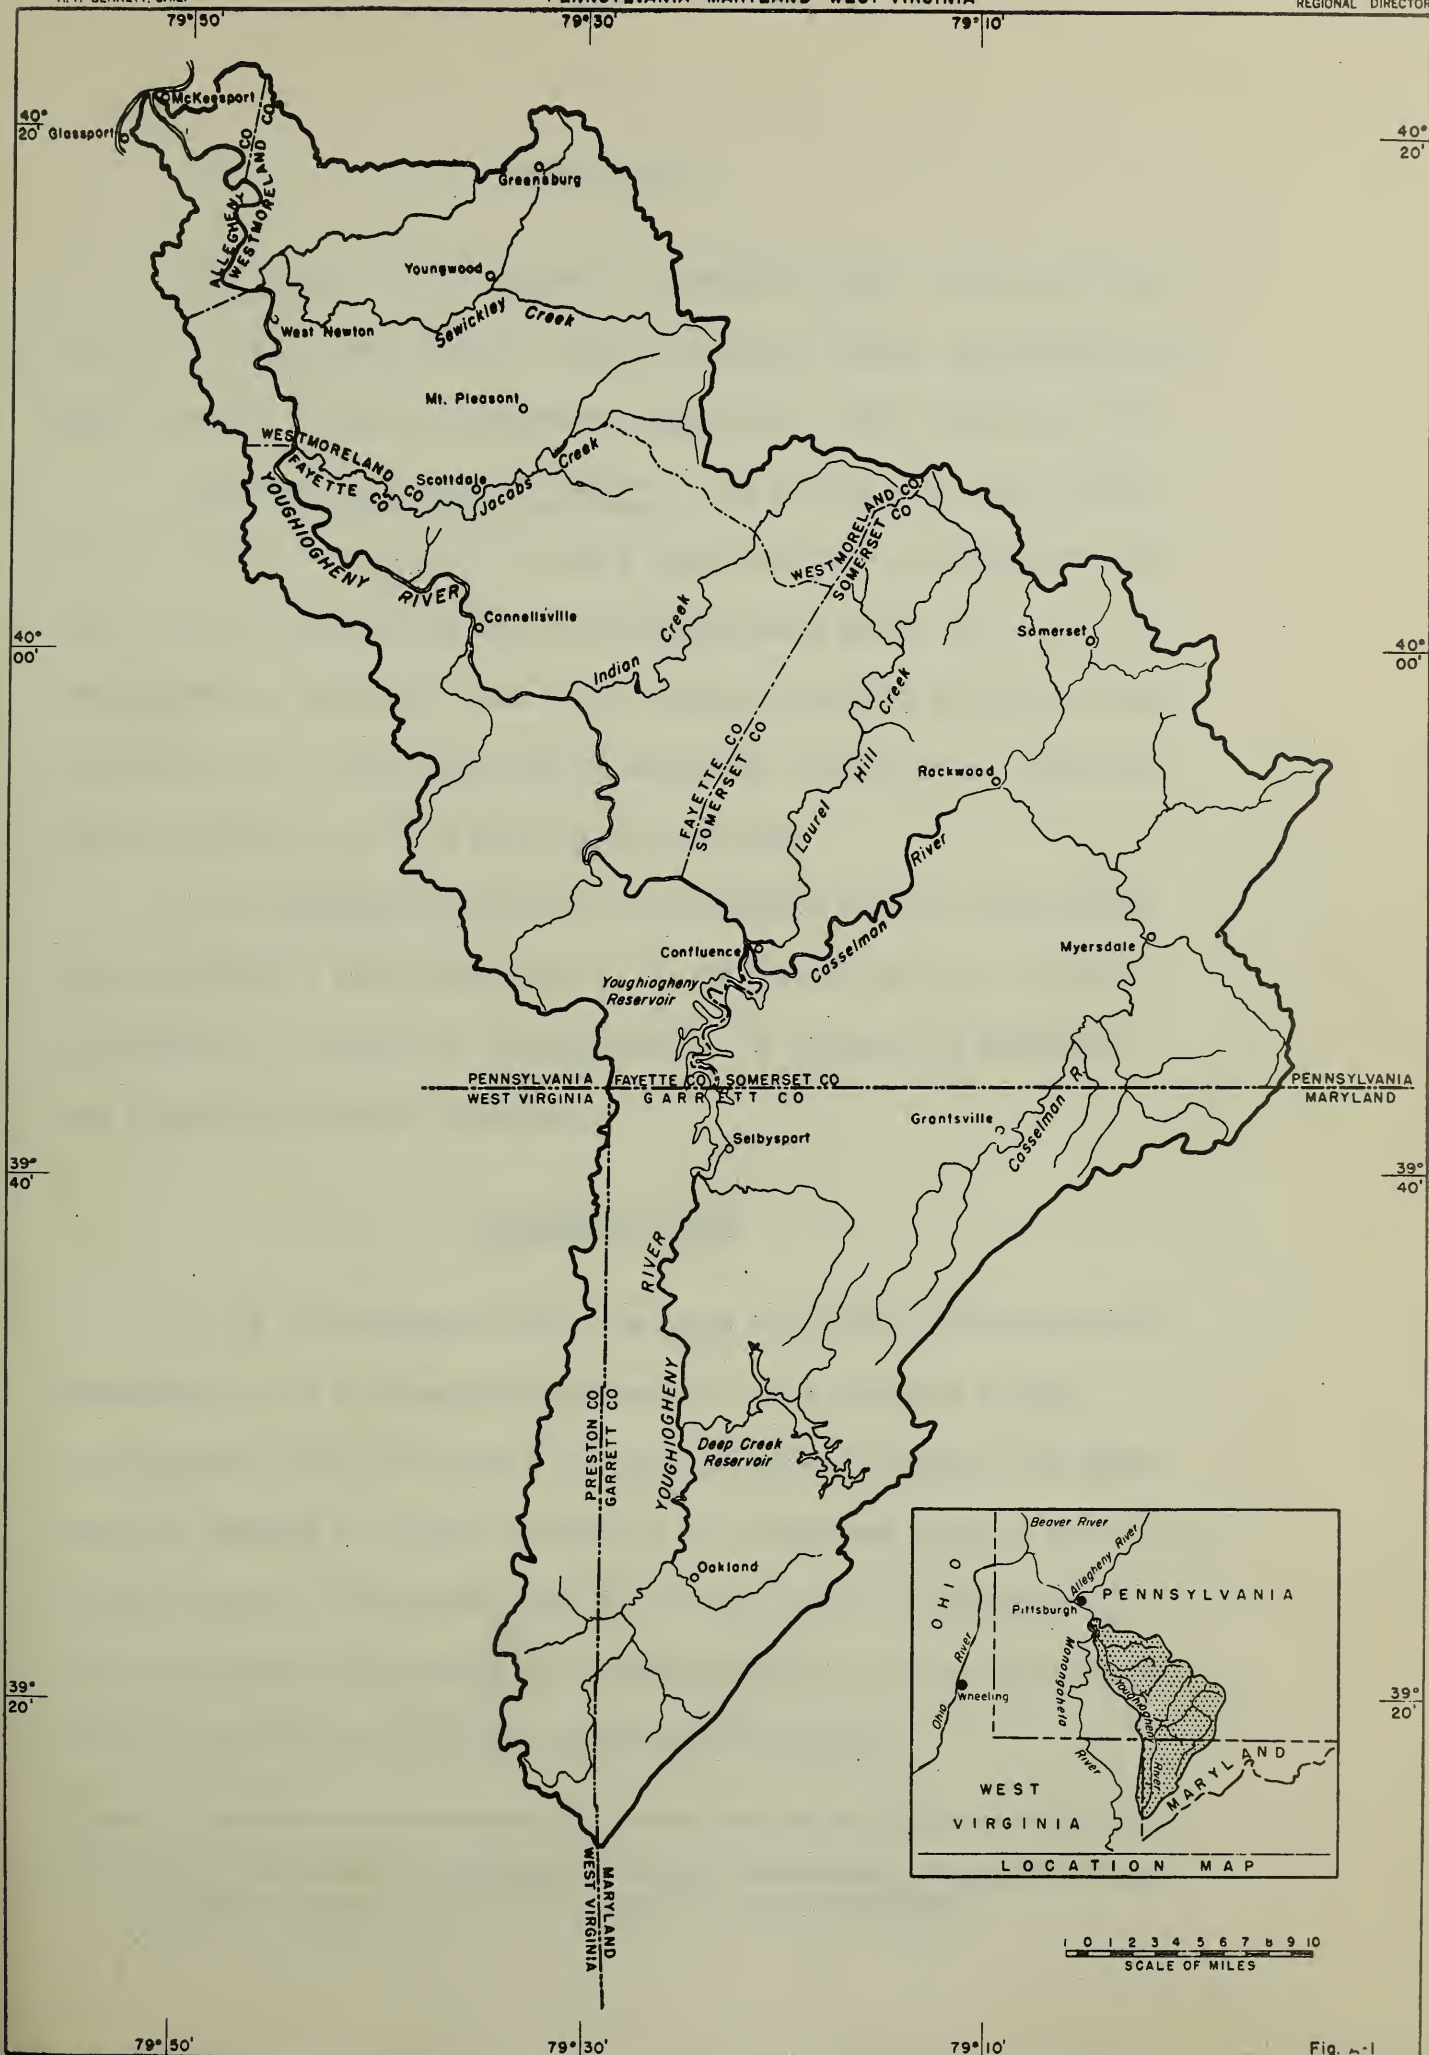 H. H. BENNETT, CHIEF
PENNSYLVANIA MARYLAND WEST VIRGINIA
REGIONAL DIRECTOR
79° 50'
79° 30'
79° 10'
McKeesport
40°
20'
Glassport
40°
20'
ALLEGHENY CO
WESTMORELAND CO
Greensburg
Youngwood
Sewickley Creek
West Newton
Mt. Pleasant
WESTMORELAND CO
FAYETTE CO
Scottdale
Jacobs Creek
YOUGHIOGHENY
RIVER
WESTMORELAND CO
SOMERSET CO
Connellsville
Indian Creek
Somerset
40°
00'
40°
00'
Laurel Hill Creek
FAYETTE CO
SOMERSET CO
Rockwood
Casselman River
Confluence
Myersdale
Youghiogheny
Reservoir
PENNSYLVANIA
WEST VIRGINIA
FAYETTE CO
SOMERSET CO
GARRETT CO
PENNSYLVANIA
MARYLAND
Grantsville
Casselman R.
Selbysport
39°
40'
39°
40'
YOUGHIOGHENY RIVER
PRESTON CO
GARRETT CO
Deep Creek
Reservoir
Oakland
39°
20'
39°
20'
WEST VIRGINIA
MARYLAND
Beaver River
Allegheny River
OHIO
PENNSYLVANIA
Pittsburgh
Monongahela
River
Youghiogheny
River
Wheeling
Ohio
River
WEST
VIRGINIA
MARYLAND
LOCATION MAP
1 0 1 2 3 4 5 6 7 8 9 10
SCALE OF MILES
79° 50'
79° 30'
79° 10'
Fig.